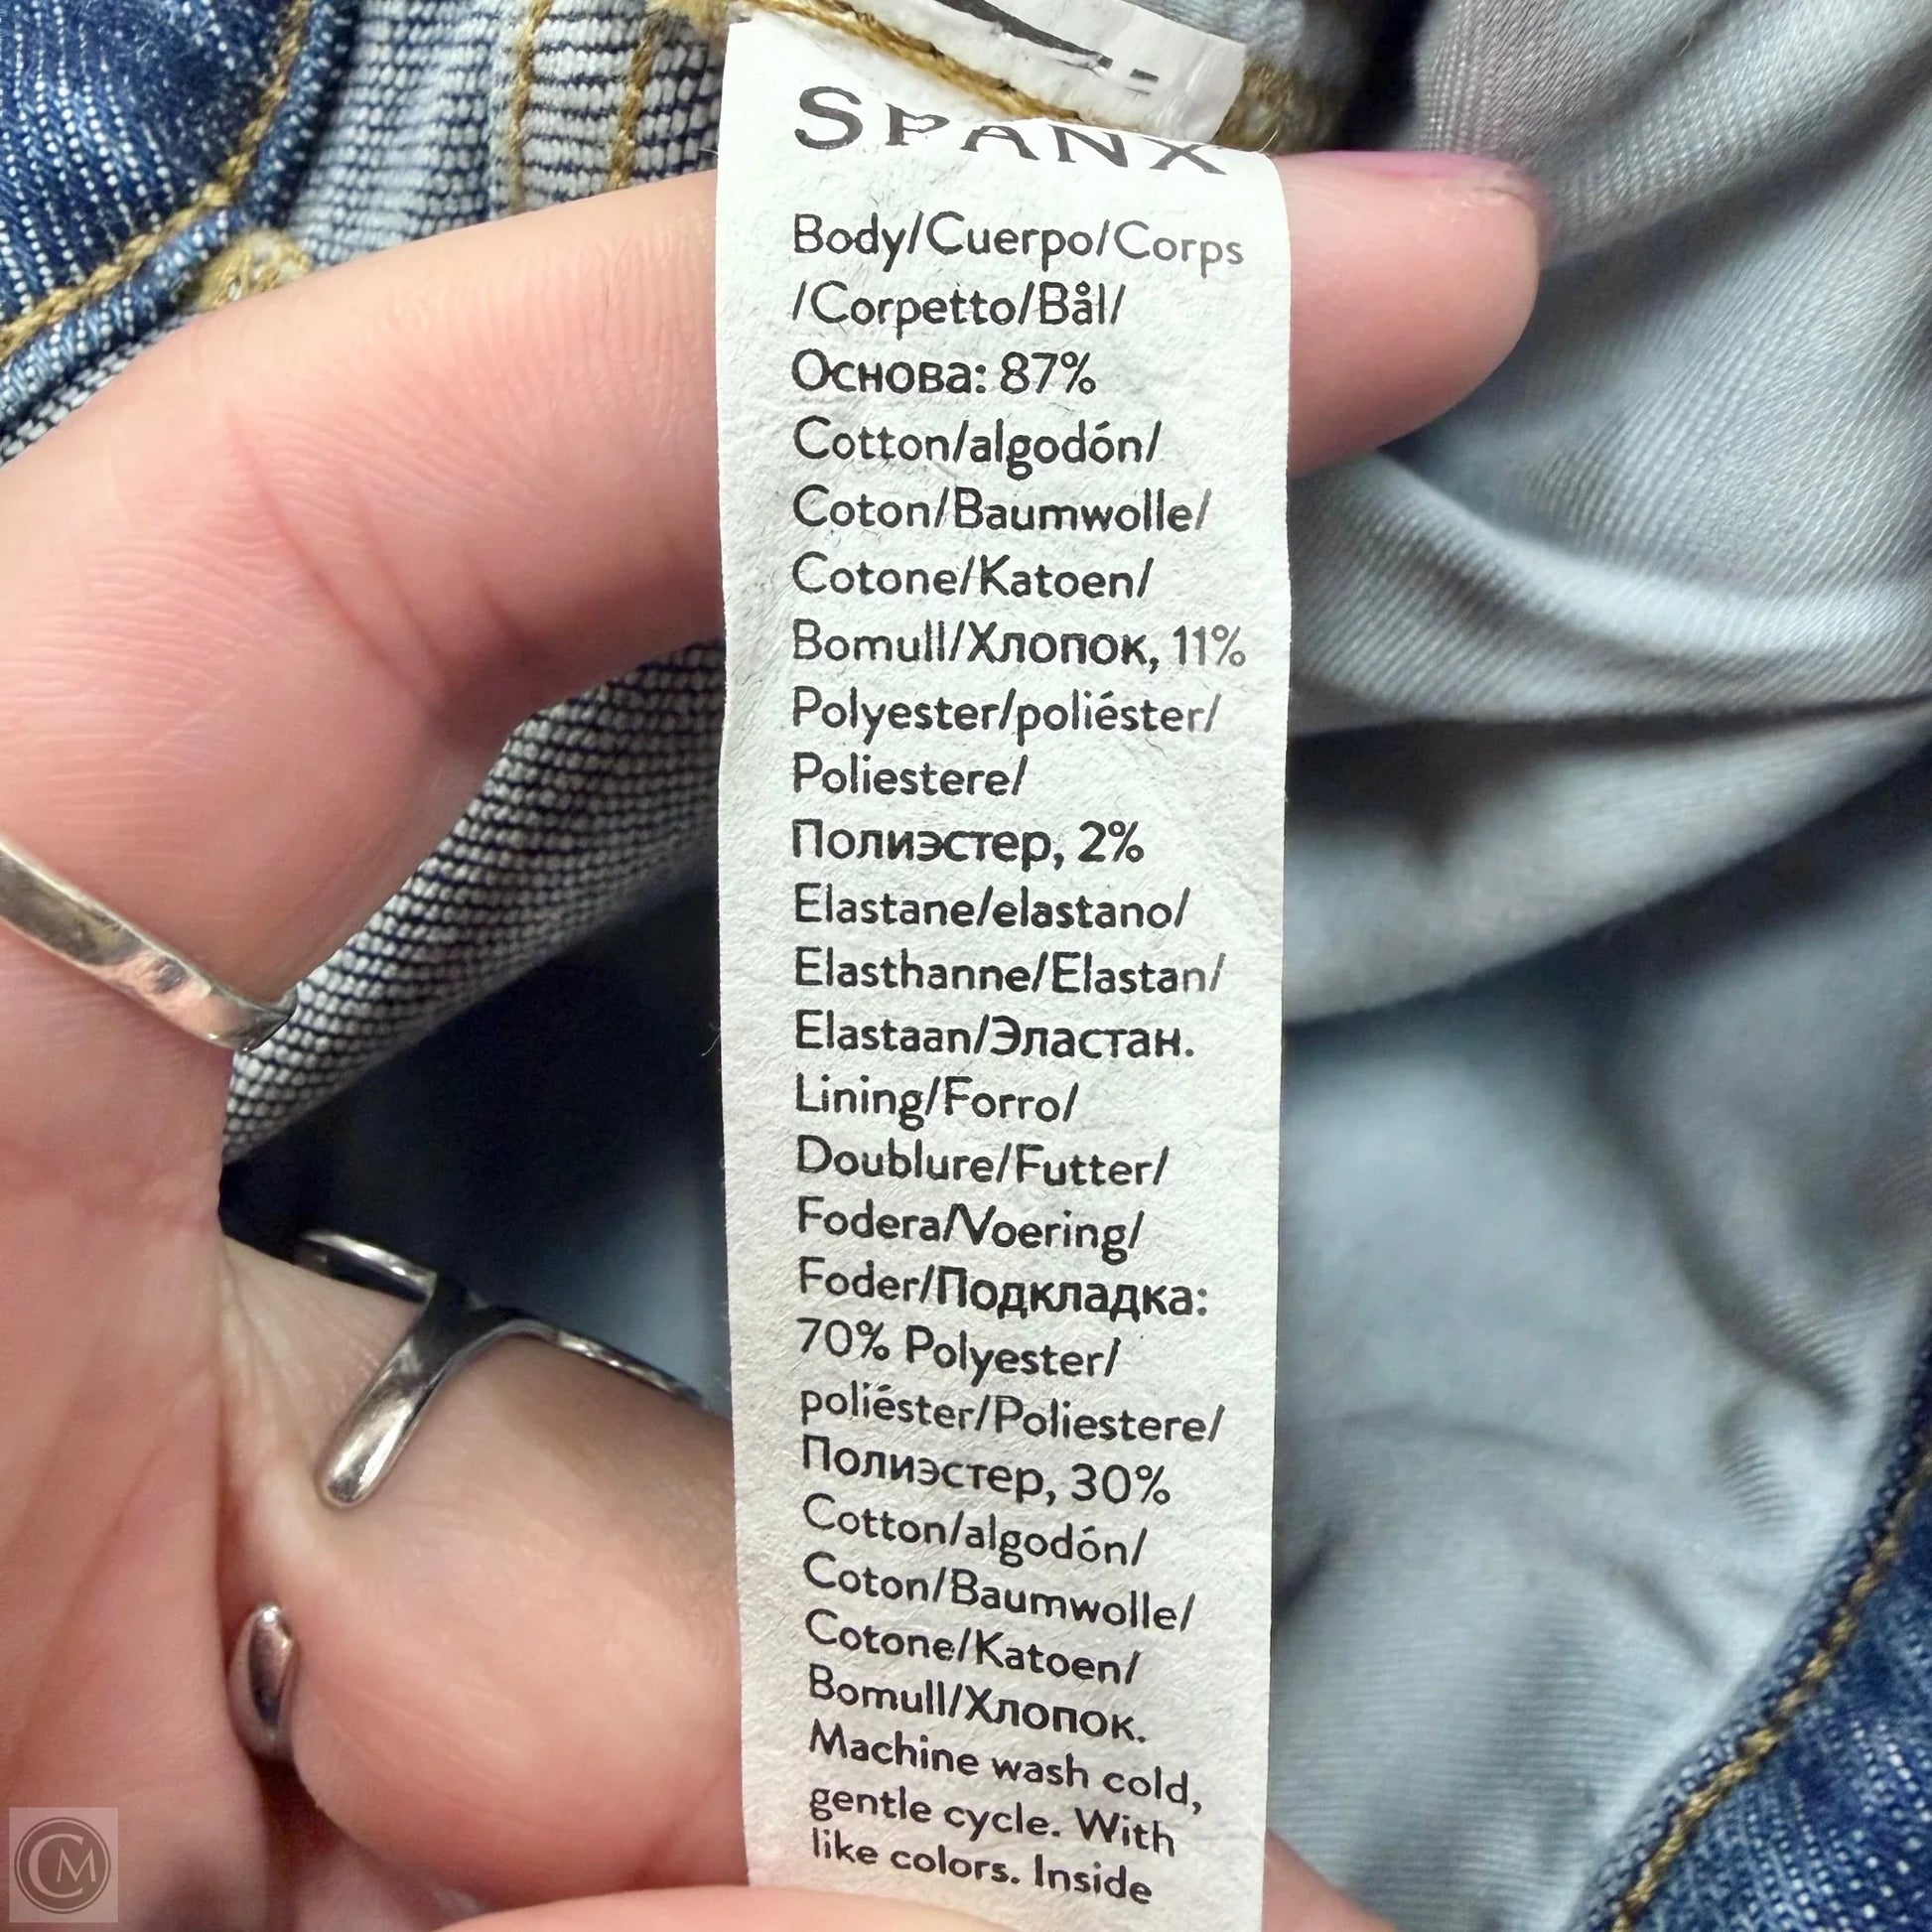 SPANX
Body/Cuerpo/Corps
/Corpetto/Bål/
Основа: 87%
Cotton/algodón/
Coton/Baumwolle/
Cotone/Katoen/
Bomull/Хлопок, 11%
Polyester/poliéster/
Poliestere/
Полиэстер, 2%
Elastane/elastano/
Elasthanne/Elastan/
Elastaan/Эластан.
Lining/Forro/
Doublure/Futter/
Fodera/Voering/
Foder/Подкладка:
70% Polyester/
poliéster/Poliestere/
Полиэстер, 30%
Cotton/algodón/
Coton/Baumwolle/
Cotone/Katoen/
Bomull/Хлопок.
Machine wash cold,
gentle cycle. With
like colors. Inside
CM